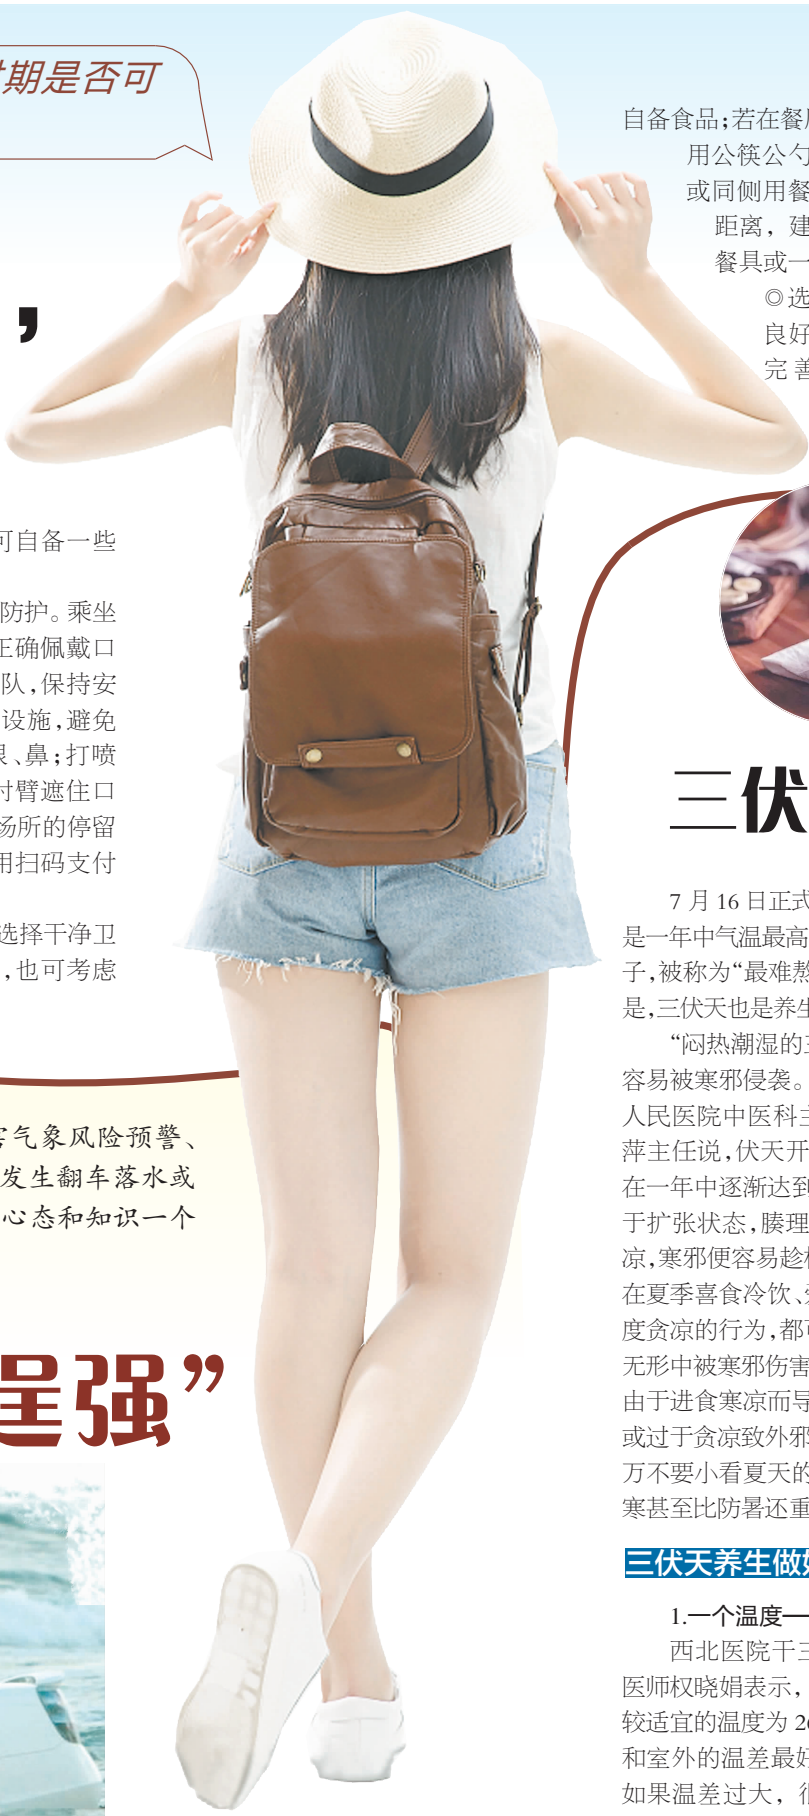 期是否可
，
可自备一些
防护。乘坐
正确佩戴口
队，保持安
设施，避免
、鼻；打喷
肘臂遮住口
场所的停留
用扫码支付
选择干净卫
，也可考虑
气象风险预警、
发生翻车落水或
心态和知识一个
逞强”
自备食品；若在餐
用公筷公勺
或同侧用餐
距离，建
餐具或一
◎选
良好
完善
三伏
7 月 16 日正式
是一年中气温最高
子，被称为“最难熬
是，三伏天也是养生
“闷热潮湿的三
容易被寒邪侵袭。
人民医院中医科主
萍主任说，伏天开
在一年中逐渐达到
于扩张状态，腠理
凉，寒邪便容易趁机
在夏季喜食冷饮、
度贪凉的行为，都可
无形中被寒邪伤害
由于进食寒凉而导
或过于贪凉致外邪
万不要小看夏天的
寒甚至比防暑还重
三伏天养生做好
1.一个温度—
西北医院干三
医师权晓娟表示，
较适宜的温度为 26
和室外的温差最好
如果温差过大，很